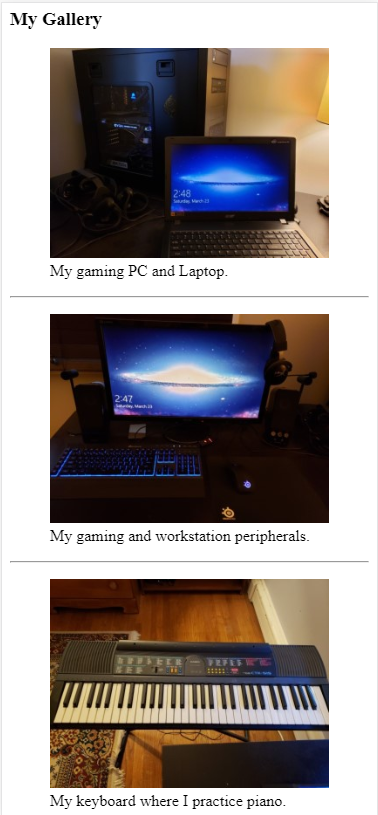 My Gallery
2:48
Saturday, March 23
My gaming PC and Laptop.
2:47
Saturday, March 23
My gaming and workstation peripherals.
My keyboard where I practice piano.